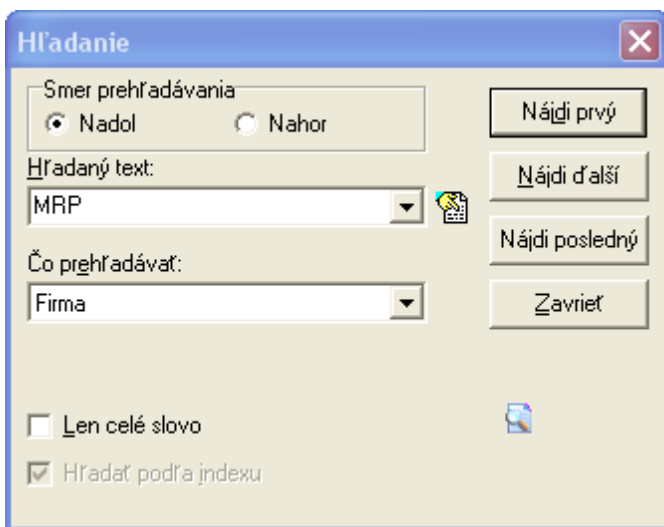 Hľadanie
Smer prehľadávania
Nadol
Nahor
Hľadaný text:
MRP
Čo prehľadávať:
Firma
Len celé slovo
Hľadať podľa indexu
Nájdi prvý
Nájdi ďalší
Nájdi posledný
Zavrieť